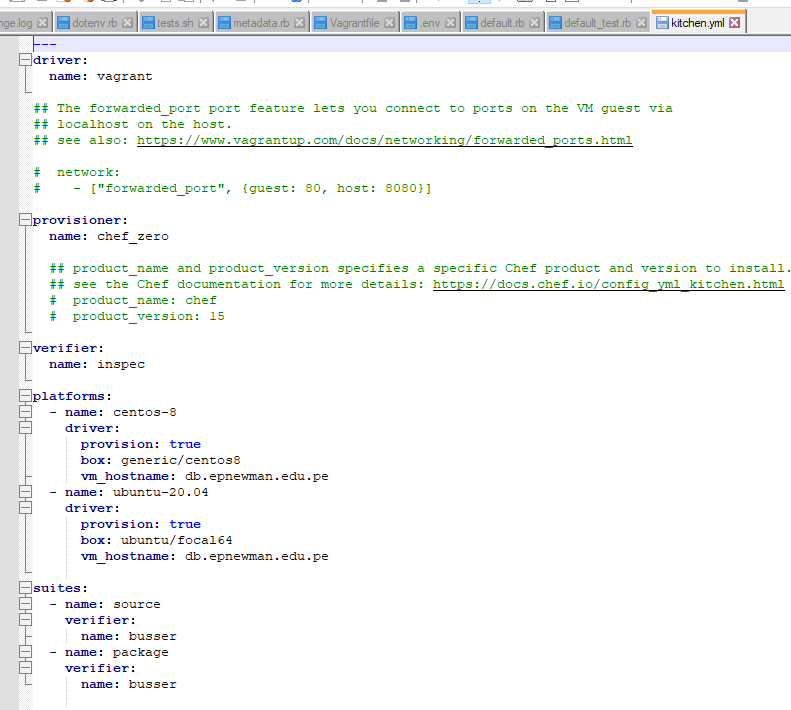 nge.log dotenv.rb tests.sh metadata.rb Vagrantfile .env default.rb default_test.rb kitchen.yml
---
driver:
  name: vagrant

## The forwarded_port port feature lets you connect to ports on the VM guest via
## localhost on the host.
## see also: https://www.vagrantup.com/docs/networking/forwarded_ports.html

#  network:
#    - ["forwarded_port", {guest: 80, host: 8080}]

provisioner:
  name: chef_zero

  ## product_name and product_version specifies a specific Chef product and version to install.
  ## see the Chef documentation for more details: https://docs.chef.io/config_yml_kitchen.html
  #  product_name: chef
  #  product_version: 15

verifier:
  name: inspec

platforms:
  - name: centos-8
    driver:
      provision: true
      box: generic/centos8
      vm_hostname: db.epnewman.edu.pe
  - name: ubuntu-20.04
    driver:
      provision: true
      box: ubuntu/focal64
      vm_hostname: db.epnewman.edu.pe

suites:
  - name: source
    verifier:
      name: busser
  - name: package
    verifier:
      name: busser